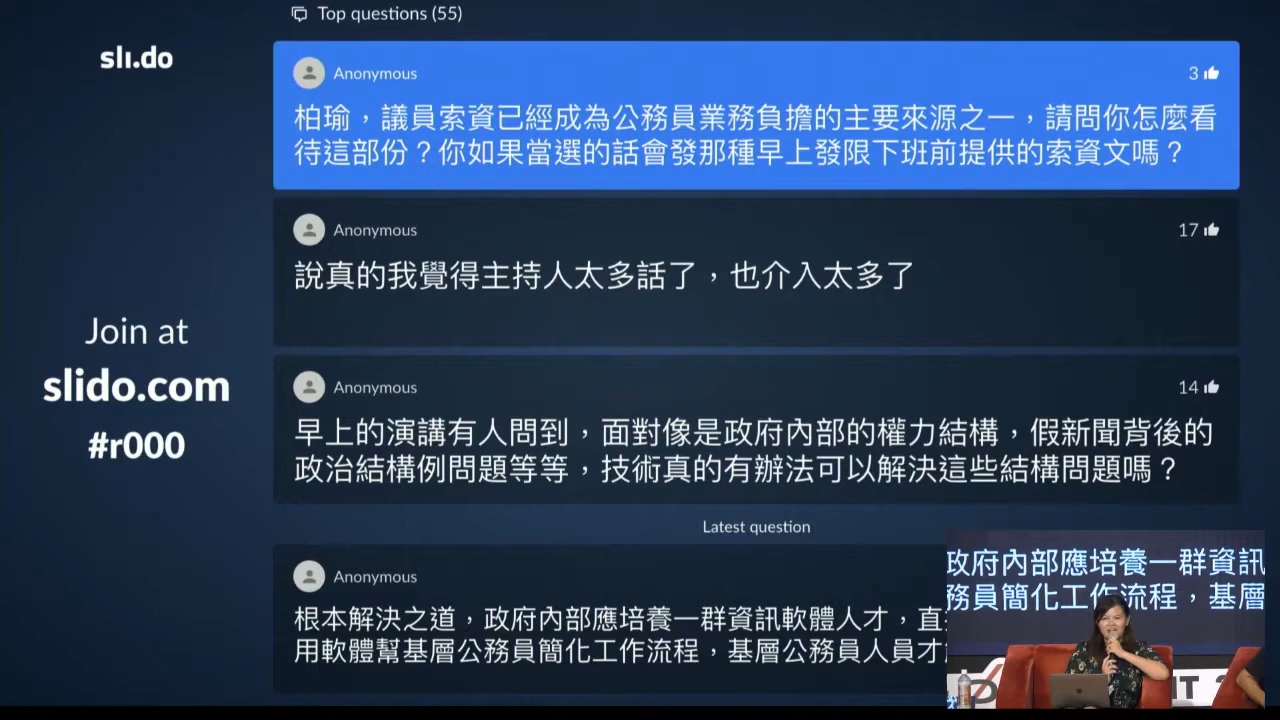 Top questions (55)
sli.do
Anonymous
3
柏瑜，議員索資已經成為公務員業務負擔的主要來源之一，請問你怎麼看
待這部份？你如果當選的話會發那種早上發限下班前提供的索資文嗎？
Anonymous
17
說真的我覺得主持人太多話了，也介入太多了
Join at
slido.com
#r000
Anonymous
14
早上的演講有人問到，面對像是政府內部的權力結構，假新聞背後的
政治結構例問題等等，技術真的有辦法可以解決這些結構問題嗎？
Latest question
Anonymous
根本解決之道，政府內部應培養一群資訊軟體人才，直
用軟體幫基層公務員簡化工作流程，基層公務員人員才
政府內部應培養一群資訊
務員簡化工作流程，基層
IT